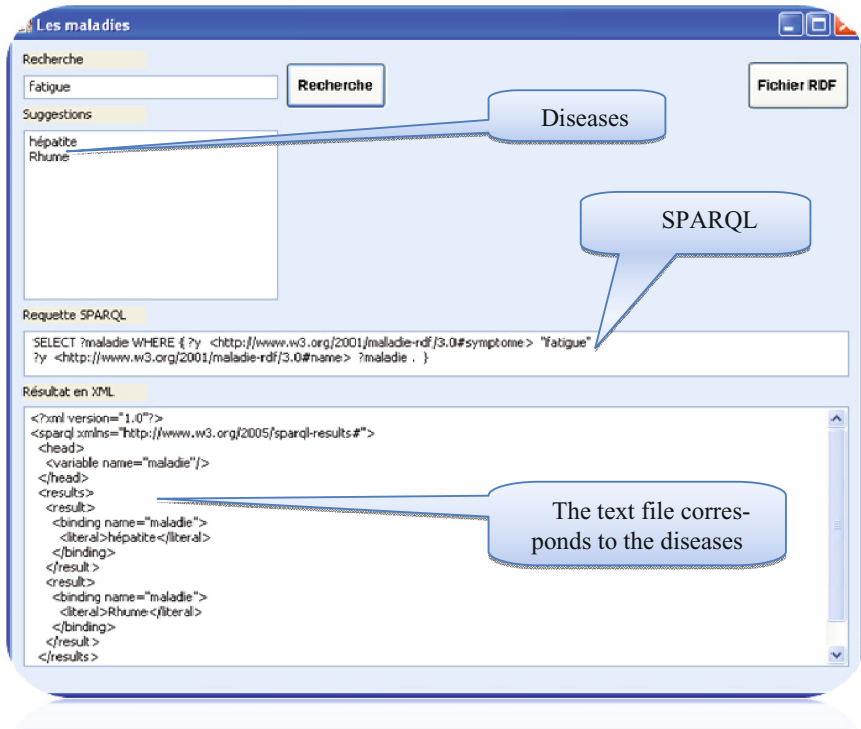 Les maladies
Recherche
fatigue
Recherche
Fichier RDF
Suggestions
hépatite
Rhume
Diseases
SPARQL
Requette SPARQL
SELECT ?maladie WHERE { ?y <http://www.w3.org/2001/maladie-rdf/3.0#symptome> "fatigue"
?y <http://www.w3.org/2001/maladie-rdf/3.0#name> ?maladie . }
Résultat en XML
<?xml version="1.0"?>
<sparql xmlns="http://www.w3.org/2005/sparql-results#">
<head>
<variable name="maladie"/>
</head>
<results>
<result>
<binding name="maladie">
<literal>hépatite</literal>
</binding>
</result>
<result>
<binding name="maladie">
<literal>Rhume</literal>
</binding>
</result>
</results>
The text file corres-
ponds to the diseases